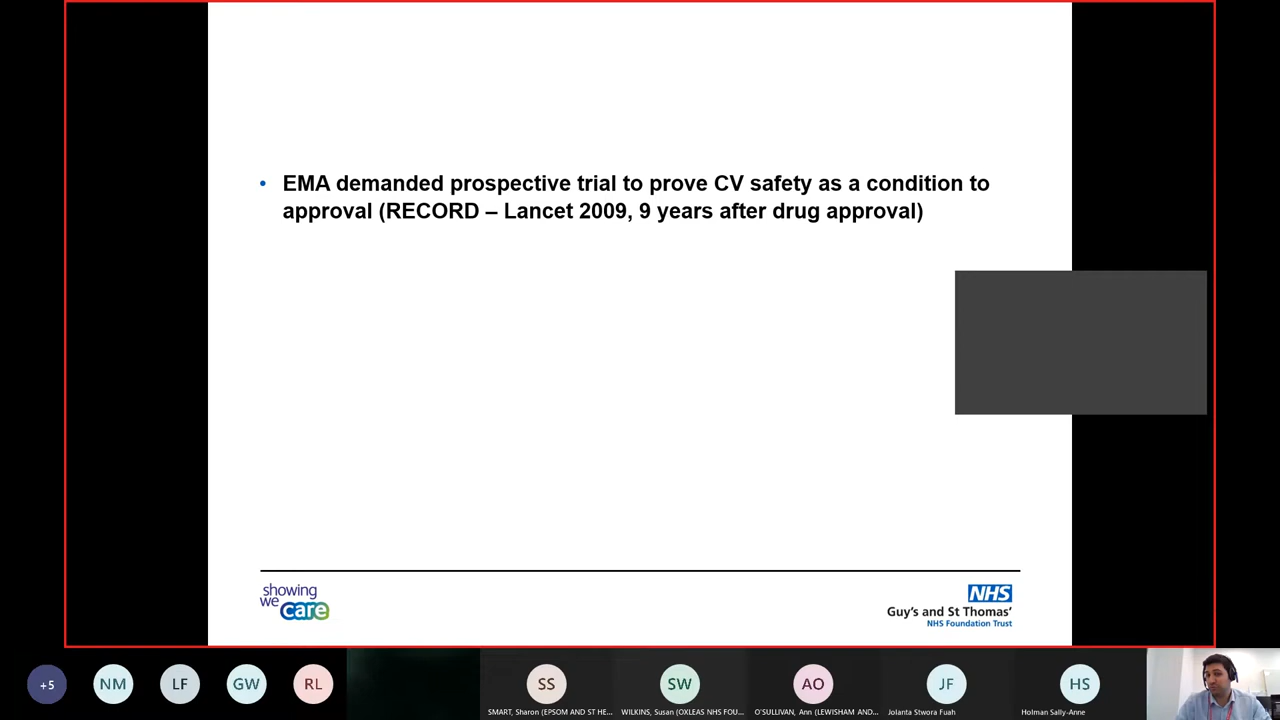 • EMA demanded prospective trial to prove CV safety as a condition to
approval (RECORD – Lancet 2009, 9 years after drug approval)
showing
we care
NHS
Guy's and St Thomas'
NHS Foundation Trust
+5
NM
LF
GW
RL
SS
SW
AO
JF
HS
SMART, Sharon (EPSOM AND ST HE...
WILKINS, Susan (OXLEAS NHS FOU...
O'SULLIVAN, Ann (LEWISHAM AND...
Jolanta Stwora Fuah
Holman Sally-Anne